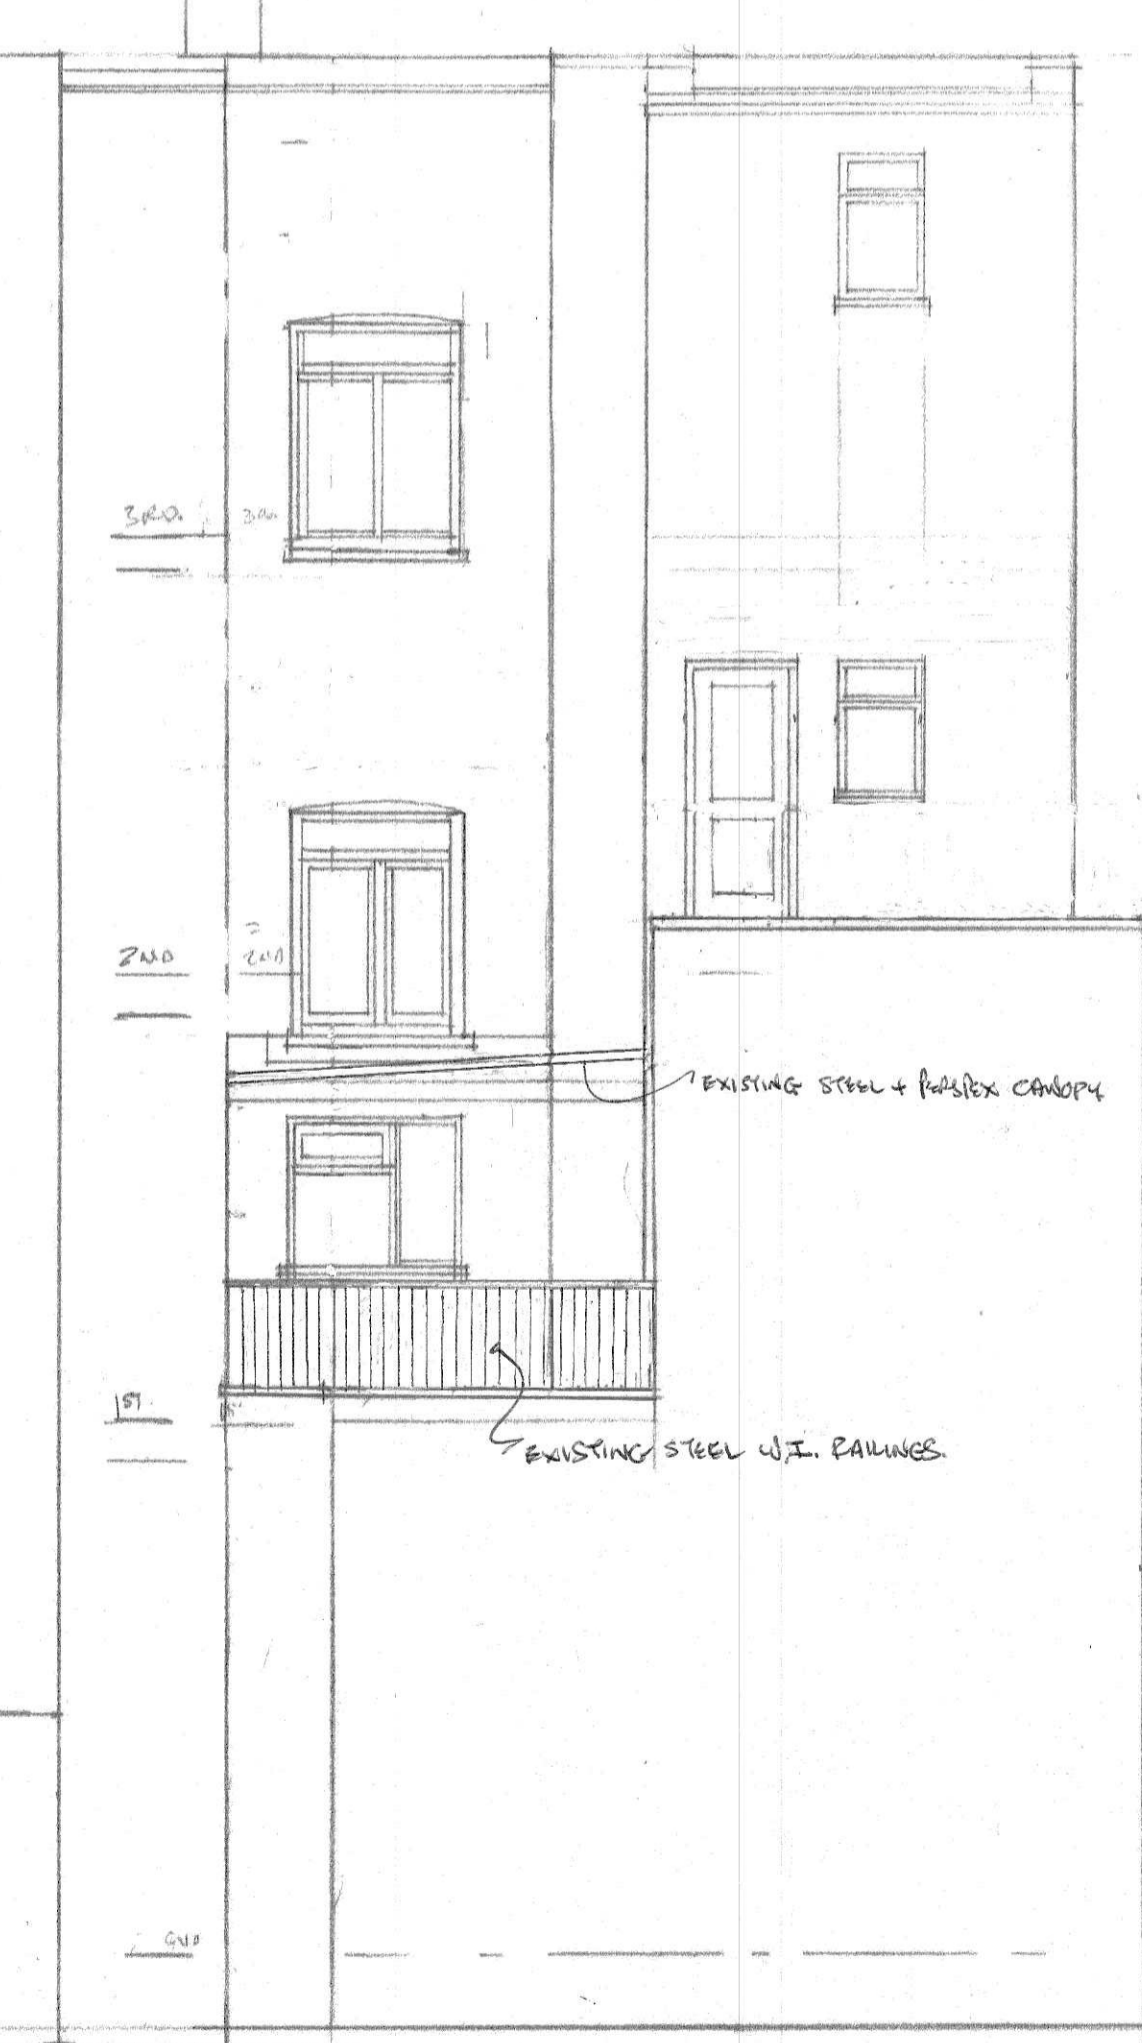 3RD.
3RD.
2ND
2ND
EXISTING STEEL + PERSPEX CANOPY
1ST.
EXISTING STEEL W.I. RAILINGS.
GND